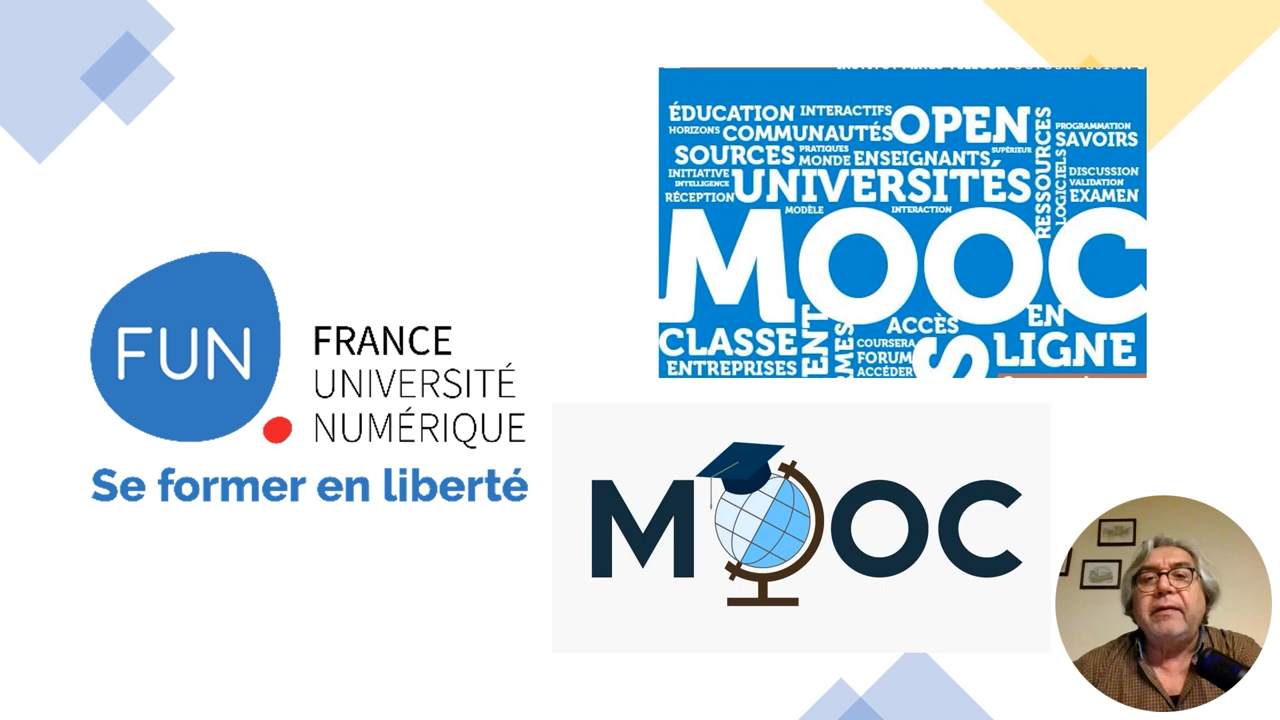 FUN
FRANCE
UNIVERSITÉ
NUMÉRIQUE
Se former en liberté
ÉDUCATION INTERACTIFS
HORIZONS COMMUNAUTÉS OPEN
PROGRAMMATION
SAVOIRS
SOURCES PRATIQUES
MONDE ENSEIGNANTS SUPÉRIEUR
RESSOURCES
LOGICIELS
INITIATIVE
INTELLIGENCE
RÉCEPTION
UNIVERSITÉS
DISCUSSION
VALIDATION
EXAMEN
MODÈLE INTERACTION
MOOC
CLASSE
ENTREPRISES
ENT
MES
ACCÈS
COURSERA
FORUM
ACCÉDER
S
EN
LIGNE
MOOC